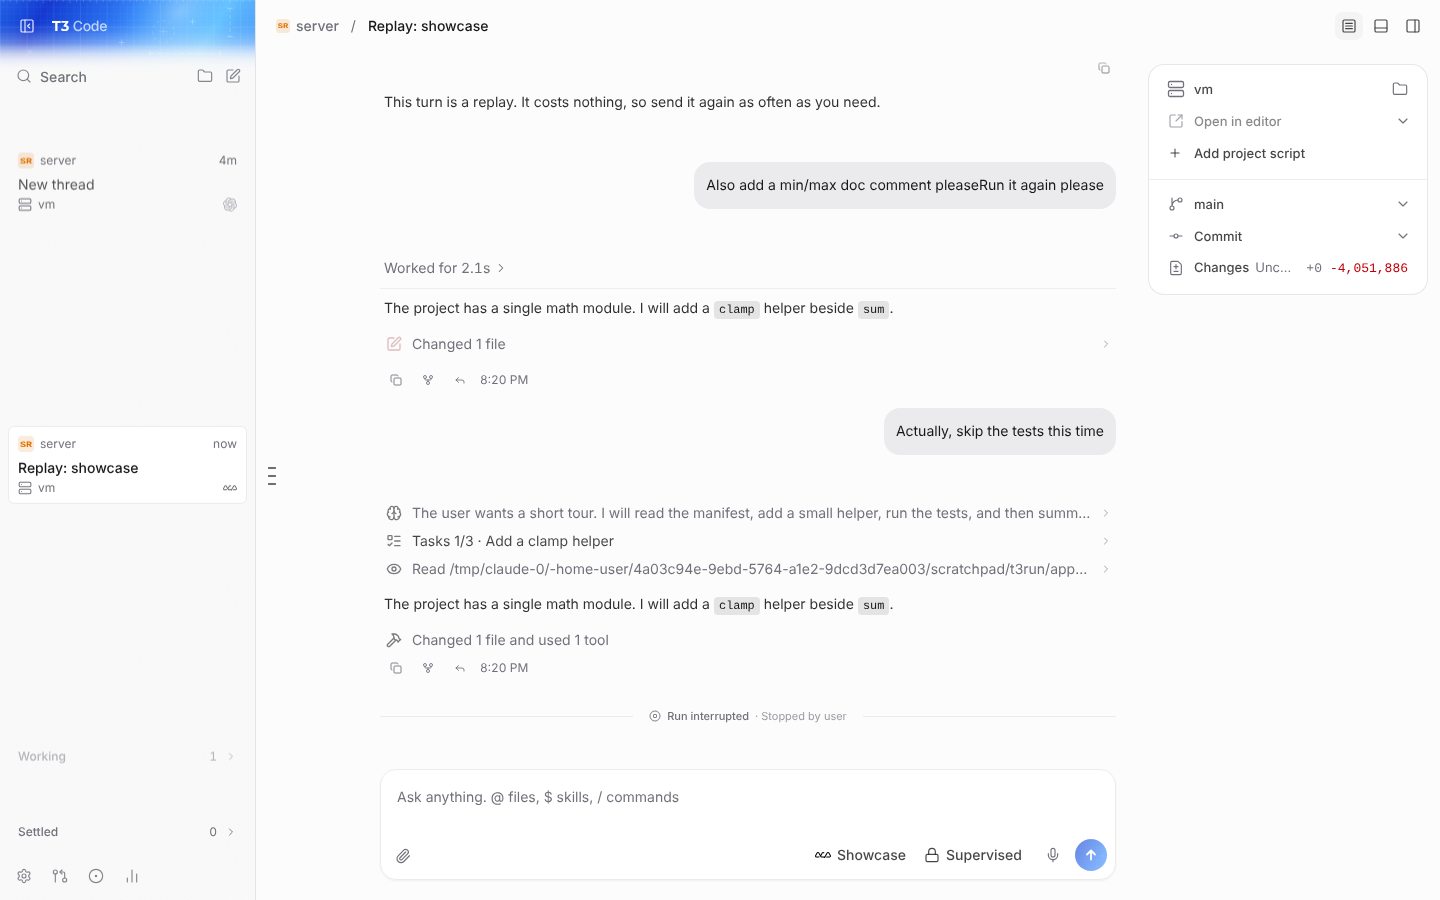 T3 Code
Search
SR server 4m
New thread
vm
SR server now
Replay: showcase
vm
Working 1
Settled 0
SR server / Replay: showcase
This turn is a replay. It costs nothing, so send it again as often as you need.
Also add a min/max doc comment pleaseRun it again please
Worked for 2.1s
The project has a single math module. I will add a clamp helper beside sum.
Changed 1 file
8:20 PM
Actually, skip the tests this time
The user wants a short tour. I will read the manifest, add a small helper, run the tests, and then summ...
Tasks 1/3 · Add a clamp helper
Read /tmp/claude-0/-home-user/4a03c94e-9ebd-5764-a1e2-9dcd3d7ea003/scratchpad/t3run/app...
The project has a single math module. I will add a clamp helper beside sum.
Changed 1 file and used 1 tool
8:20 PM
Run interrupted · Stopped by user
Ask anything. @ files, $ skills, / commands
Showcase Supervised
vm
Open in editor
Add project script
main
Commit
Changes Unc... +0 -4,051,886